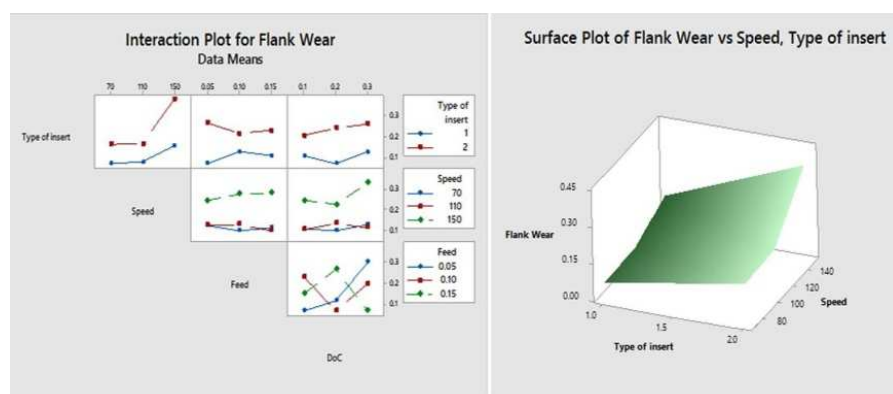 Interaction Plot for Flank Wear
Data Means
70 110 150 0.05 0.10 0.15 0.1 0.2 0.3
Type of insert
0.3
0.2
0.1
Type of
insert
1
2
Speed
0.3
0.2
0.1
Speed
70
110
150
Feed
0.3
0.2
0.1
Feed
0.05
0.10
0.15
DoC
Surface Plot of Flank Wear vs Speed, Type of insert
0.45
0.30
0.15
0.00
Flank Wear
1.0
1.5
2.0
Type of insert
140
120
100
80
Speed